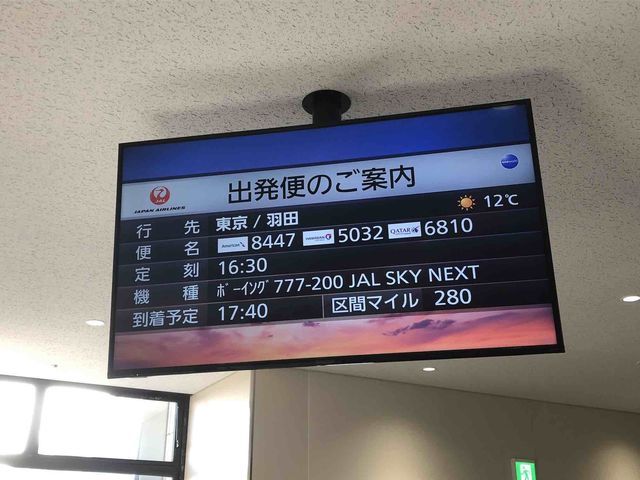 出発便のご案内
JAL
JAPAN AIRLINES
行先 東京 / 羽田 12℃
便名 American 8447 HAWAIIAN 5032 QATAR 6810
定刻 16:30
機種 ボーイング 777-200 JAL SKY NEXT
到着予定 17:40 区間マイル 280